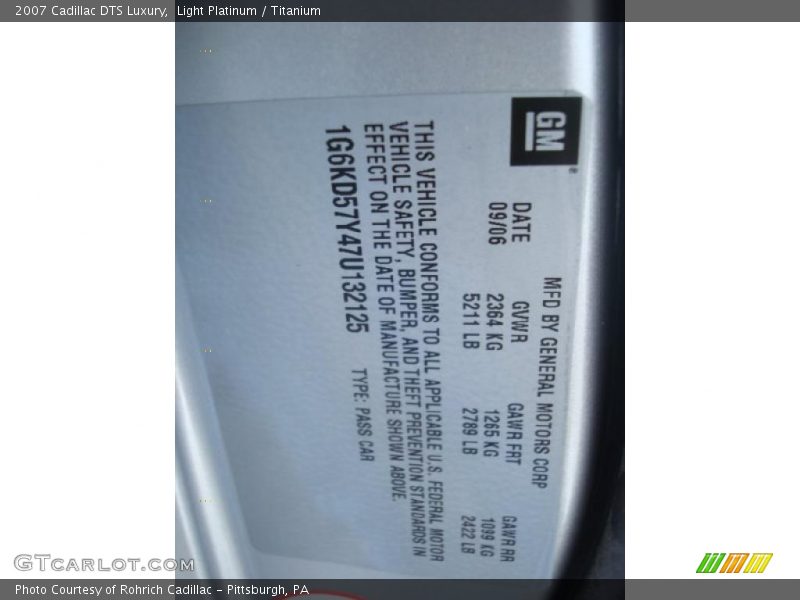 2007 Cadillac DTS Luxury, Light Platinum / Titanium
GM
MFD BY GENERAL MOTORS CORP
DATE GVWR GAWR FRT GAWR RR
09/06 2364 KG 1265 KG 1099 KG
5211 LB 2789 LB 2422 LB
THIS VEHICLE CONFORMS TO ALL APPLICABLE U.S. FEDERAL MOTOR
VEHICLE SAFETY, BUMPER, AND THEFT PREVENTION STANDARDS IN
EFFECT ON THE DATE OF MANUFACTURE SHOWN ABOVE.
1G6KD57Y47U132125 TYPE: PASS CAR
GTcarlot.com
Photo Courtesy of Rohrich Cadillac - Pittsburgh, PA